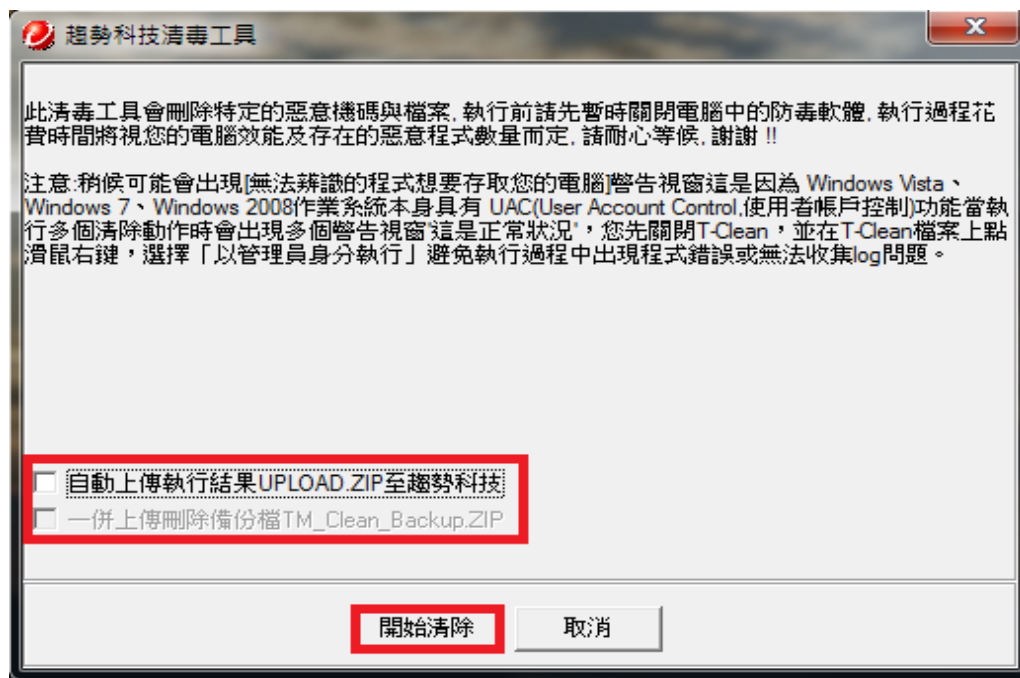 趨勢科技清毒工具
此清毒工具會刪除特定的惡意機碼與檔案, 執行前請先暫時關閉電腦中的防毒軟體, 執行過程花
費時間將視您的電腦效能及存在的惡意程式數量而定, 請耐心等候, 謝謝 !!
注意:稍候可能會出現[無法辨識的程式想要存取您的電腦]警告視窗這是因為 Windows Vista、
Windows 7、Windows 2008作業系統本身具有 UAC(User Account Control,使用者帳戶控制)功能當執
行多個清除動作時會出現多個警告視窗"這是正常狀況"，您先關閉T-Clean，並在T-Clean檔案上點
滑鼠右鍵，選擇「以管理員身分執行」避免執行過程中出現程式錯誤或無法收集log問題。
自動上傳執行結果UPLOAD.ZIP至趨勢科技
一併上傳刪除備份檔TM_Clean_Backup.ZIP
開始清除
取消